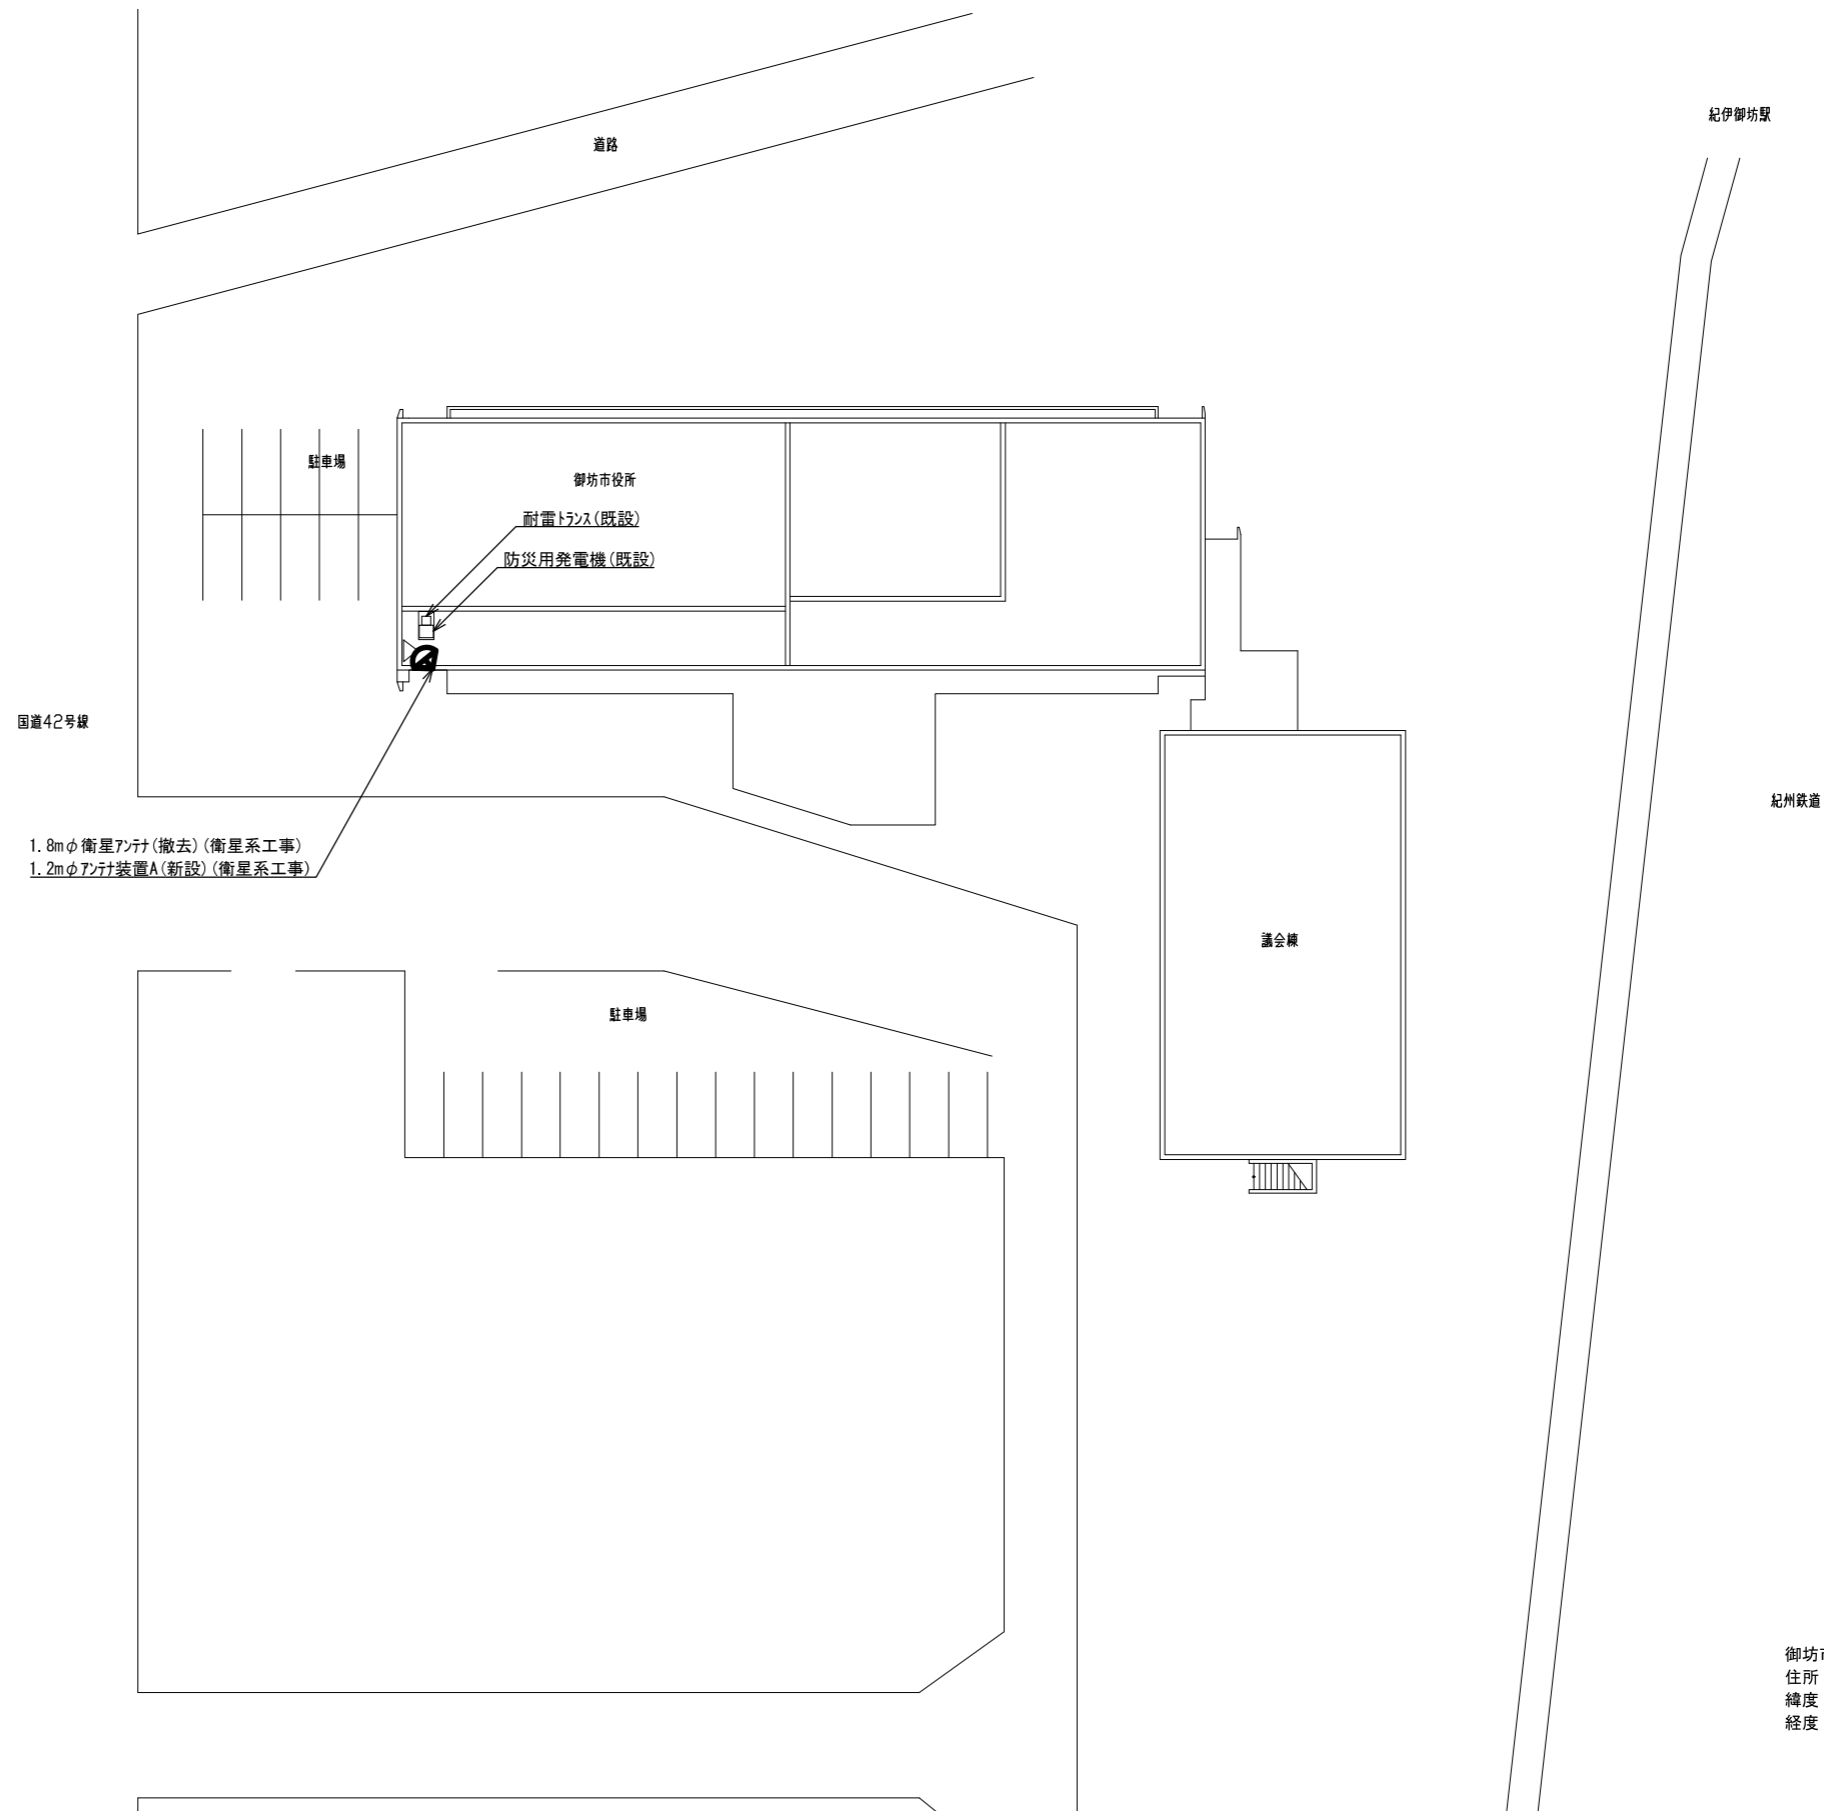 紀伊御坊駅
道路
駐車場
御坊市役所
耐雷トランス(既設)
防災用発電機(既設)
国道42号線
紀州鉄道
1.8mφ衛星アンテナ(撤去)(衛星系工事)
1.2mφアンテナ装置A(新設)(衛星系工事)
議会棟
駐車場
御坊
住所
緯度
経度